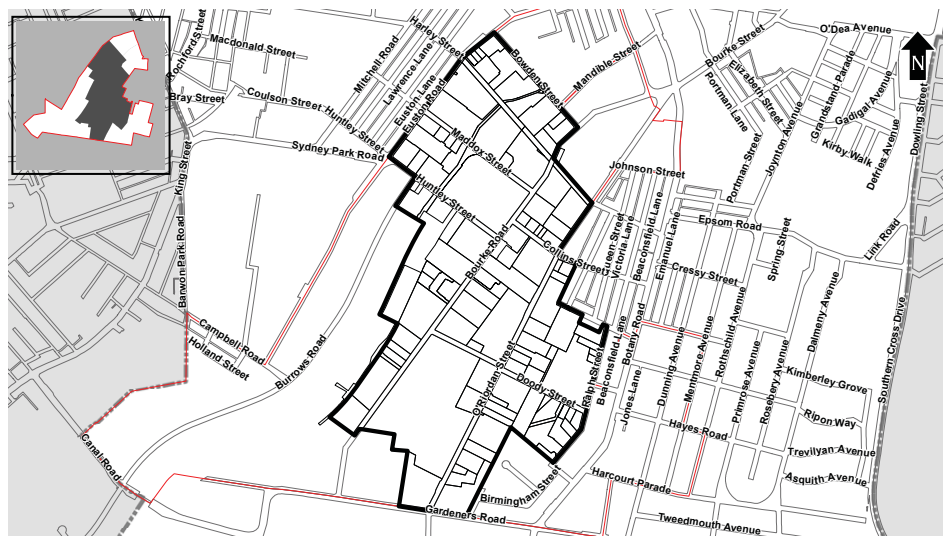 Rochford Street
Macdonald Street
Harley Street
Mitchell Road
Lawrence Lane
Euston Lane
Euston Road
Bowden Street
Mandible Street
Bourke Street
O'Dea Avenue
N
Bray Street
Coulson Street
Huntley Street
Sydney Park Road
Maddox Street
Elizabeth Street
Portman Lane
Grandstand Parade
Gadigal Avenue
Kirby Walk
Defries Avenue
Dowling Street
King Street
Johnson Street
Portman Street
Joynton Avenue
Huntley Street
Bourke Road
Collins Street
Queen Street
Victoria Lane
Beaconsfield Lane
Emanuel Lane
Epsom Road
Link Road
Barwon Park Road
Cressy Street
Spring Street
Campbell Road
Holland Street
Burrows Road
O'Riordan Street
Doody Street
Ralph Street
Beaconsfield Lane
Botany Road
Jones Lane
Dunning Avenue
Mentmore Avenue
Rothschild Avenue
Primrose Avenue
Rosebery Avenue
Dalmeny Avenue
Kimberley Grove
Southern Cross Drive
Hayes Road
Ripon Way
Trevilyan Avenue
Asquith Avenue
Canal Road
Harcourt Parade
Birmingham Street
Gardeners Road
Tweedmouth Avenue